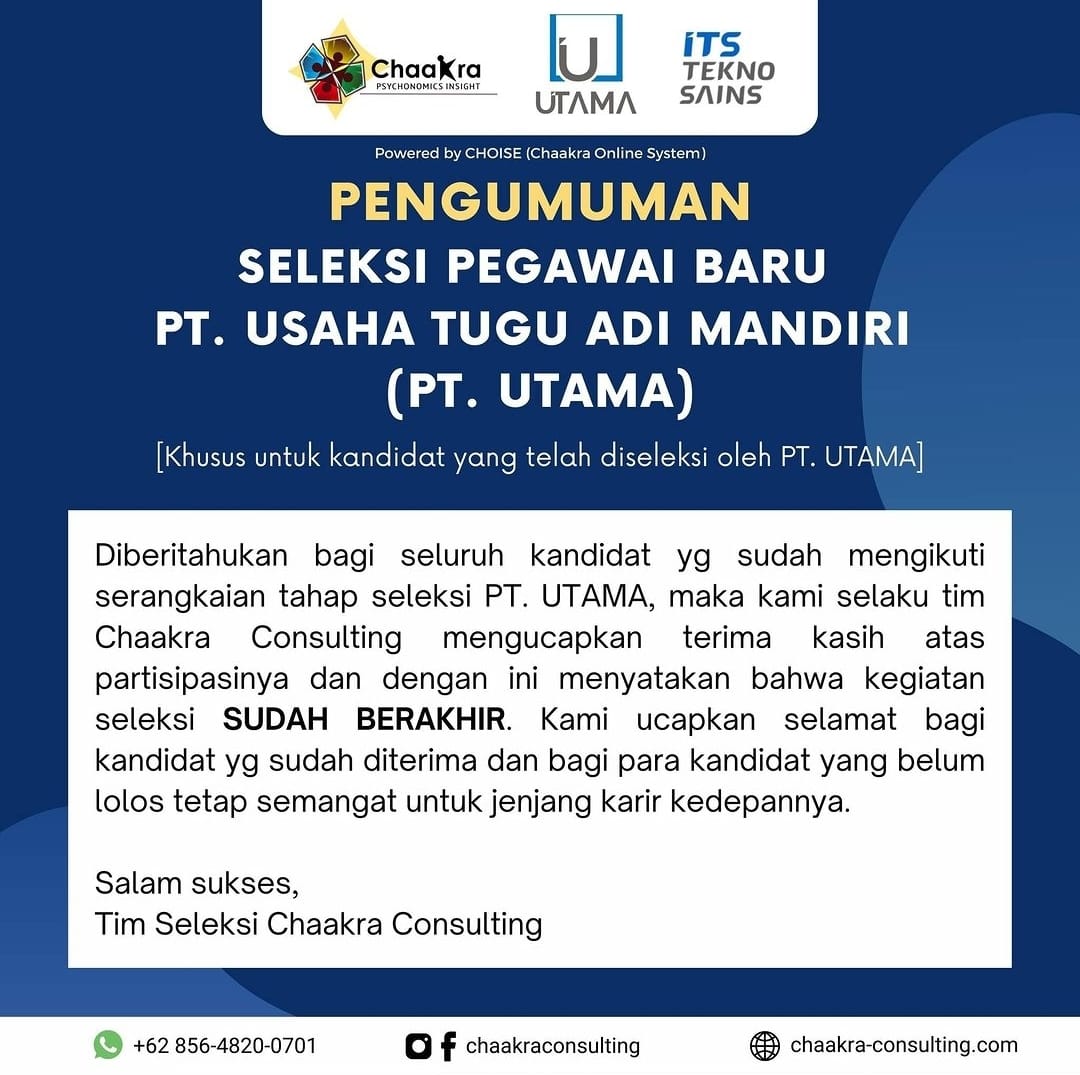 Chaakra
PSYCHONOMICS INSIGHT
U
UTAMA
iTS
TEKNO
SAINS
Powered by CHOISE (Chaakra Online System)
PENGUMUMAN
SELEKSI PEGAWAI BARU
PT. USAHA TUGU ADI MANDIRI
(PT. UTAMA)
[Khusus untuk kandidat yang telah diseleksi oleh PT. UTAMA]
Diberitahukan bagi seluruh kandidat yg sudah mengikuti
serangkaian tahap seleksi PT. UTAMA, maka kami selaku tim
Chaakra Consulting mengucapkan terima kasih atas
partisipasinya dan dengan ini menyatakan bahwa kegiatan
seleksi SUDAH BERAKHIR. Kami ucapkan selamat bagi
kandidat yg sudah diterima dan bagi para kandidat yang belum
lolos tetap semangat untuk jenjang karir kedepannya.
Salam sukses,
Tim Seleksi Chaakra Consulting
+62 856-4820-0701
chaakraconsulting
chaakra-consulting.com